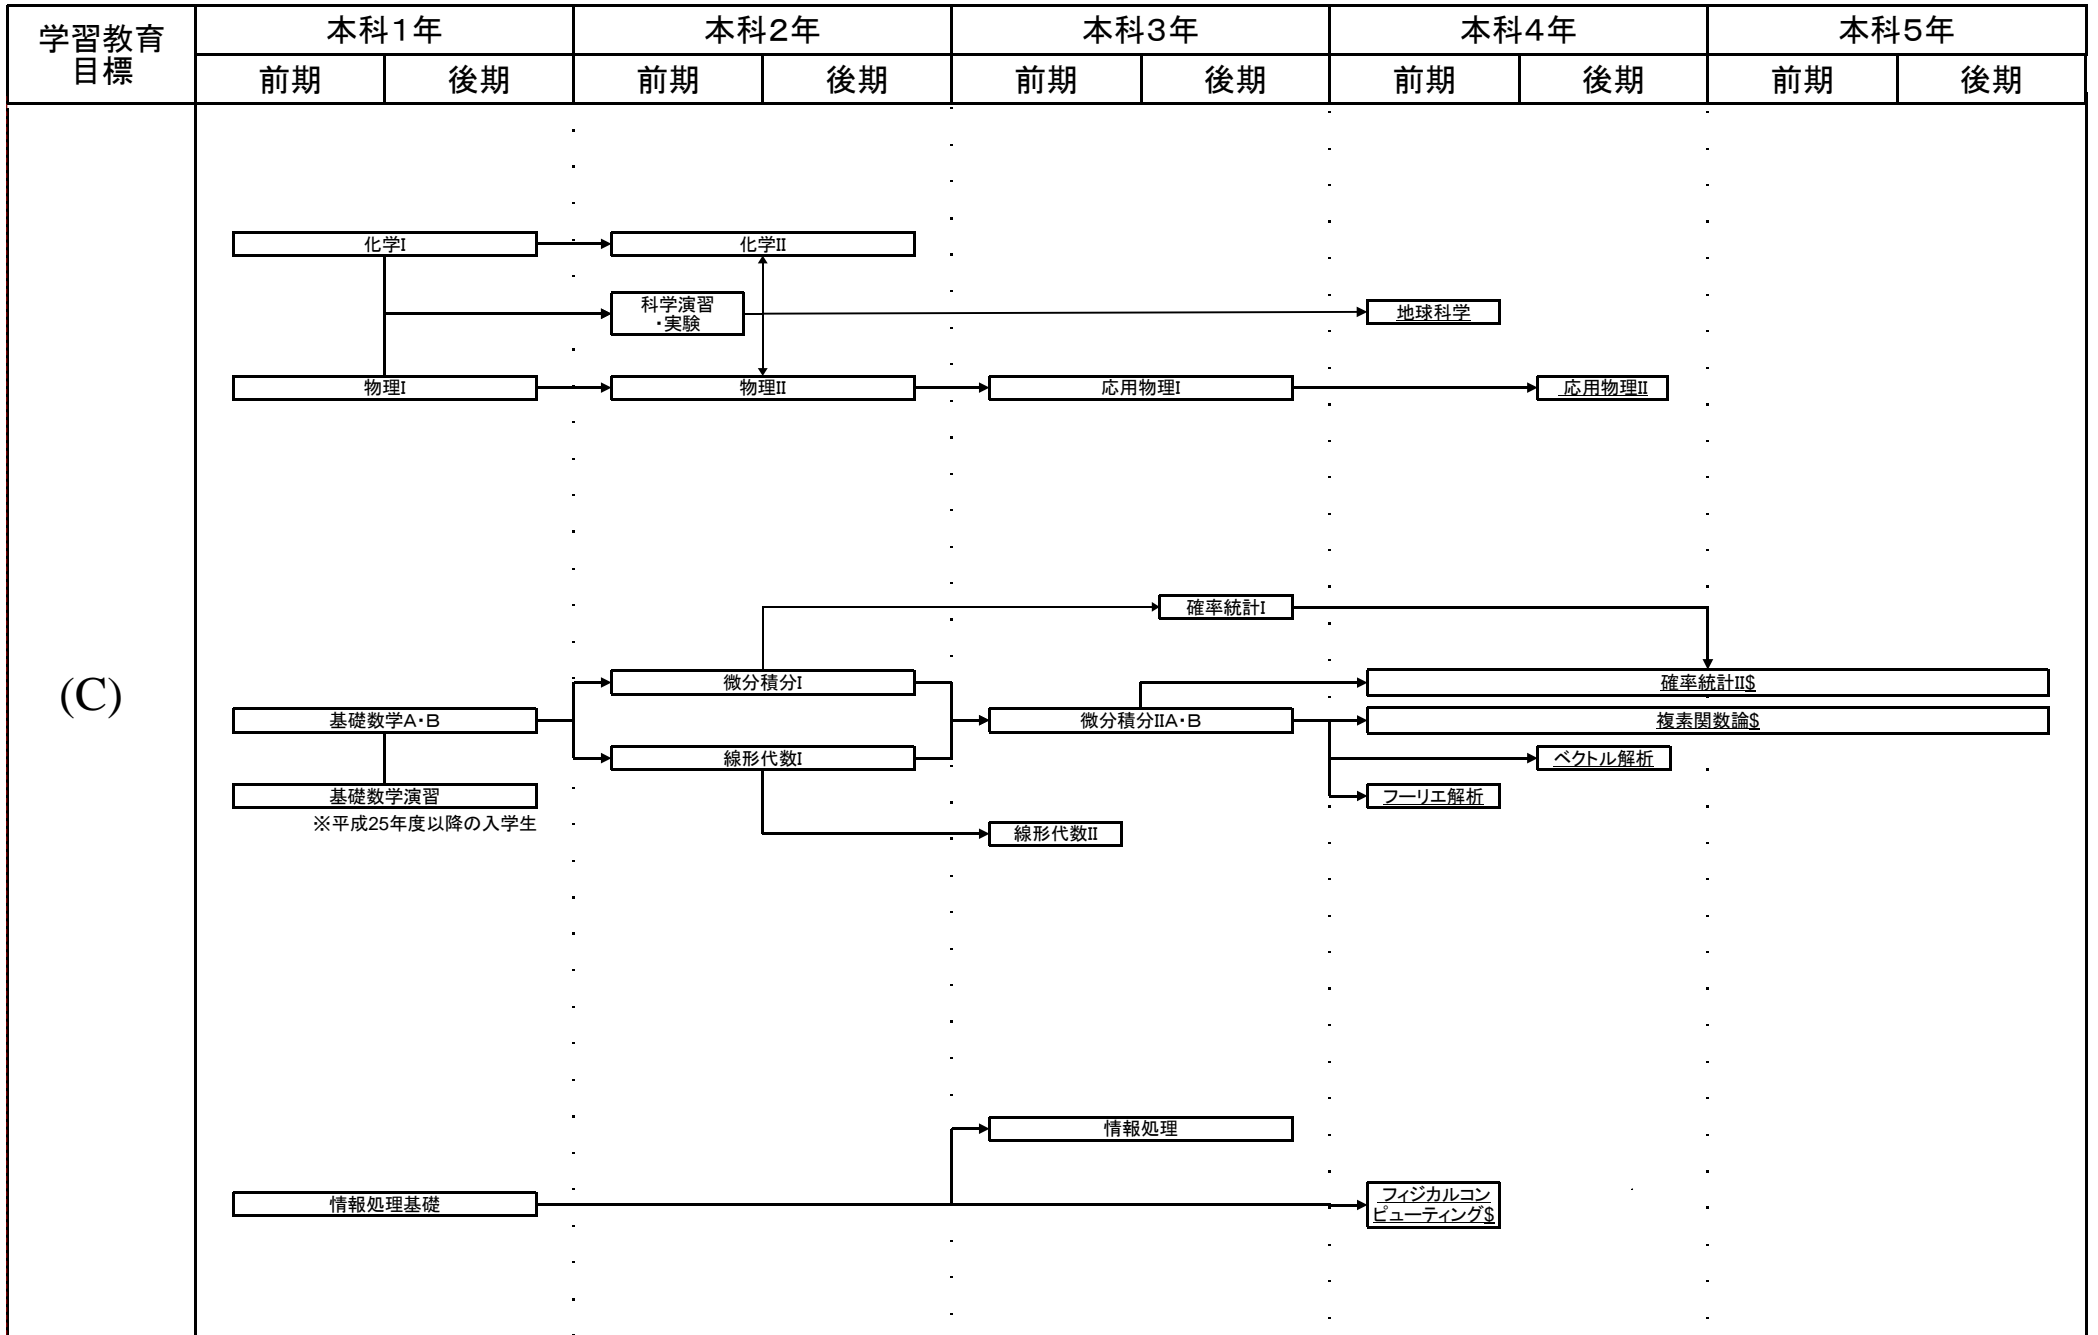 学習教育
目標
本科1年
本科2年
本科3年
本科4年
本科5年
前期
後期
前期
後期
前期
後期
前期
後期
前期
後期
(C)
化学I
化学II
科学演習
・実験
地球科学
物理I
物理II
応用物理I
応用物理II
確率統計I
微分積分I
確率統計II$
基礎数学A・B
微分積分IIA・B
複素関数論$
線形代数I
ベクトル解析
基礎数学演習
フーリエ解析
※平成25年度以降の入学生
線形代数II
情報処理
情報処理基礎
フィジカルコン
ピューティング$